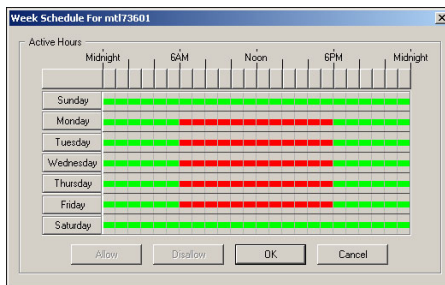 Week Schedule For mtl73601
Active Hours
Midnight 6AM Noon 6PM Midnight
Sunday
Monday
Tuesday
Wednesday
Thursday
Friday
Saturday
Allow Disallow OK Cancel